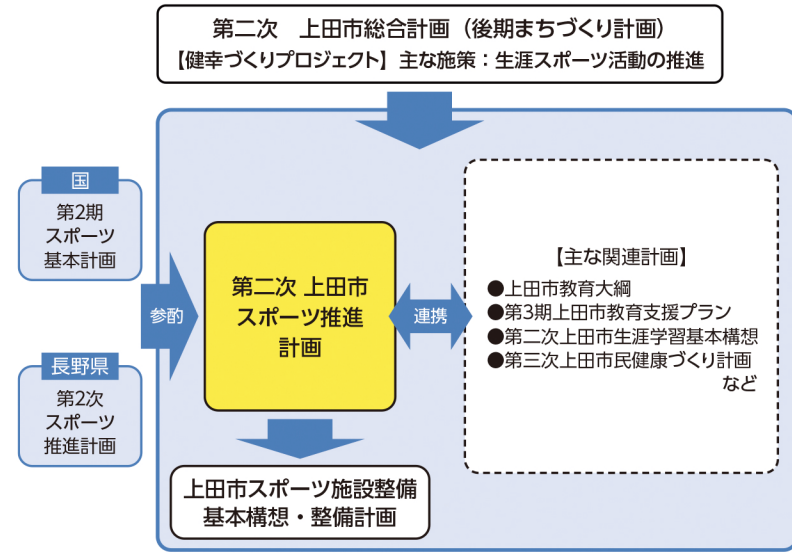 第二次　上田市総合計画（後期まちづくり計画）
【健幸づくりプロジェクト】主な施策：生涯スポーツ活動の推進
国
第2期
スポーツ
基本計画
長野県
第2次
スポーツ
推進計画
参酌
第二次 上田市
スポーツ推進
計画
連携
【主な関連計画】
●上田市教育大綱
●第3期上田市教育支援プラン
●第二次上田市生涯学習基本構想
●第三次上田市民健康づくり計画
など
上田市スポーツ施設整備
基本構想・整備計画